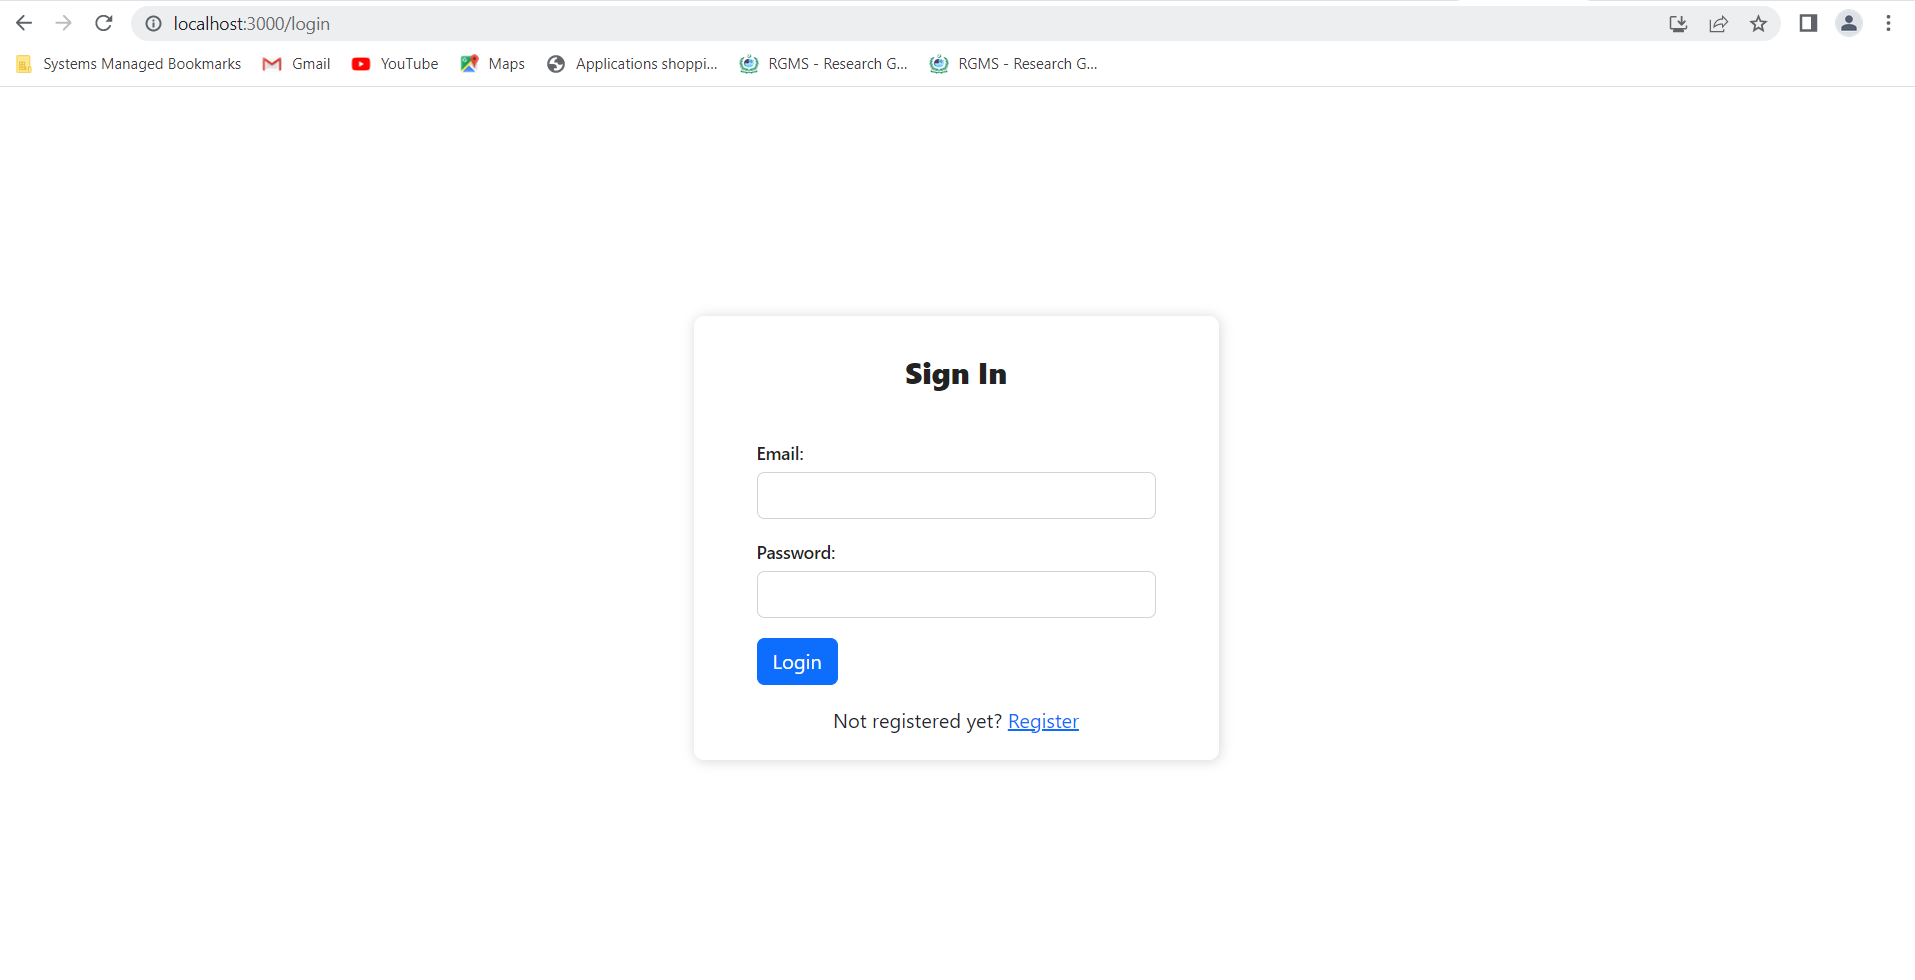 localhost:3000/login
Systems Managed Bookmarks Gmail YouTube Maps Applications shoppi... RGMS - Research G... RGMS - Research G...
Sign In
Email:
Password:
Login
Not registered yet? Register